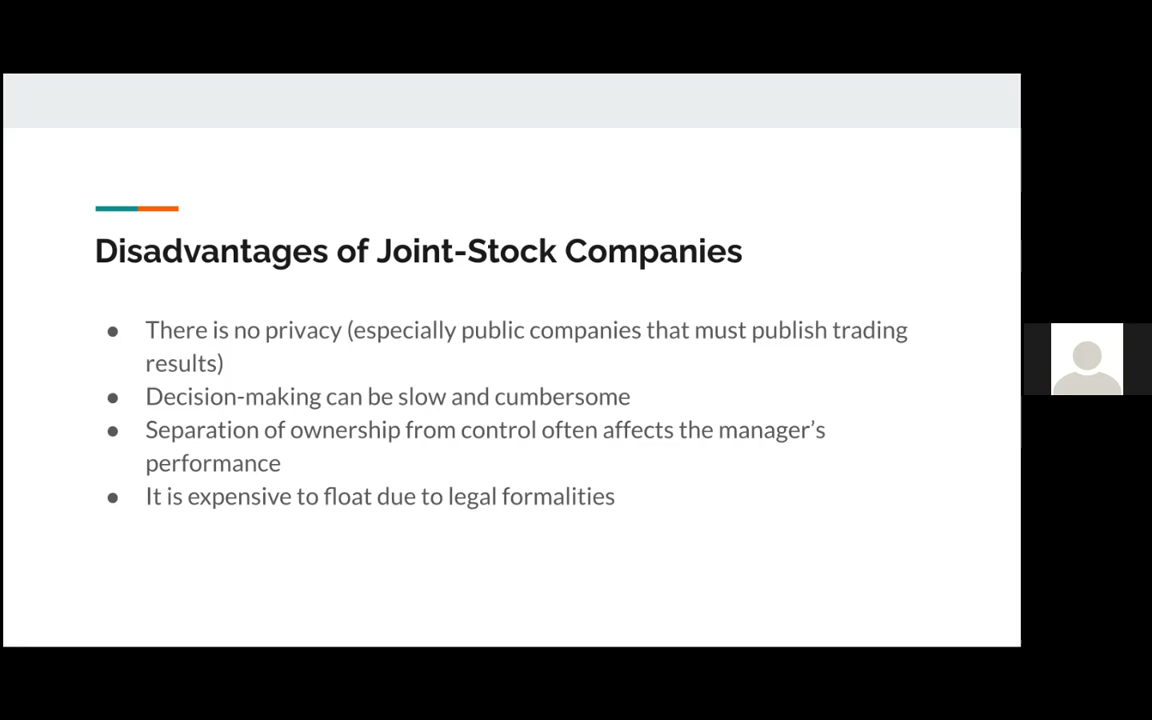 Disadvantages of Joint-Stock Companies
● There is no privacy (especially public companies that must publish trading
results)
● Decision-making can be slow and cumbersome
● Separation of ownership from control often affects the manager’s
performance
● It is expensive to float due to legal formalities